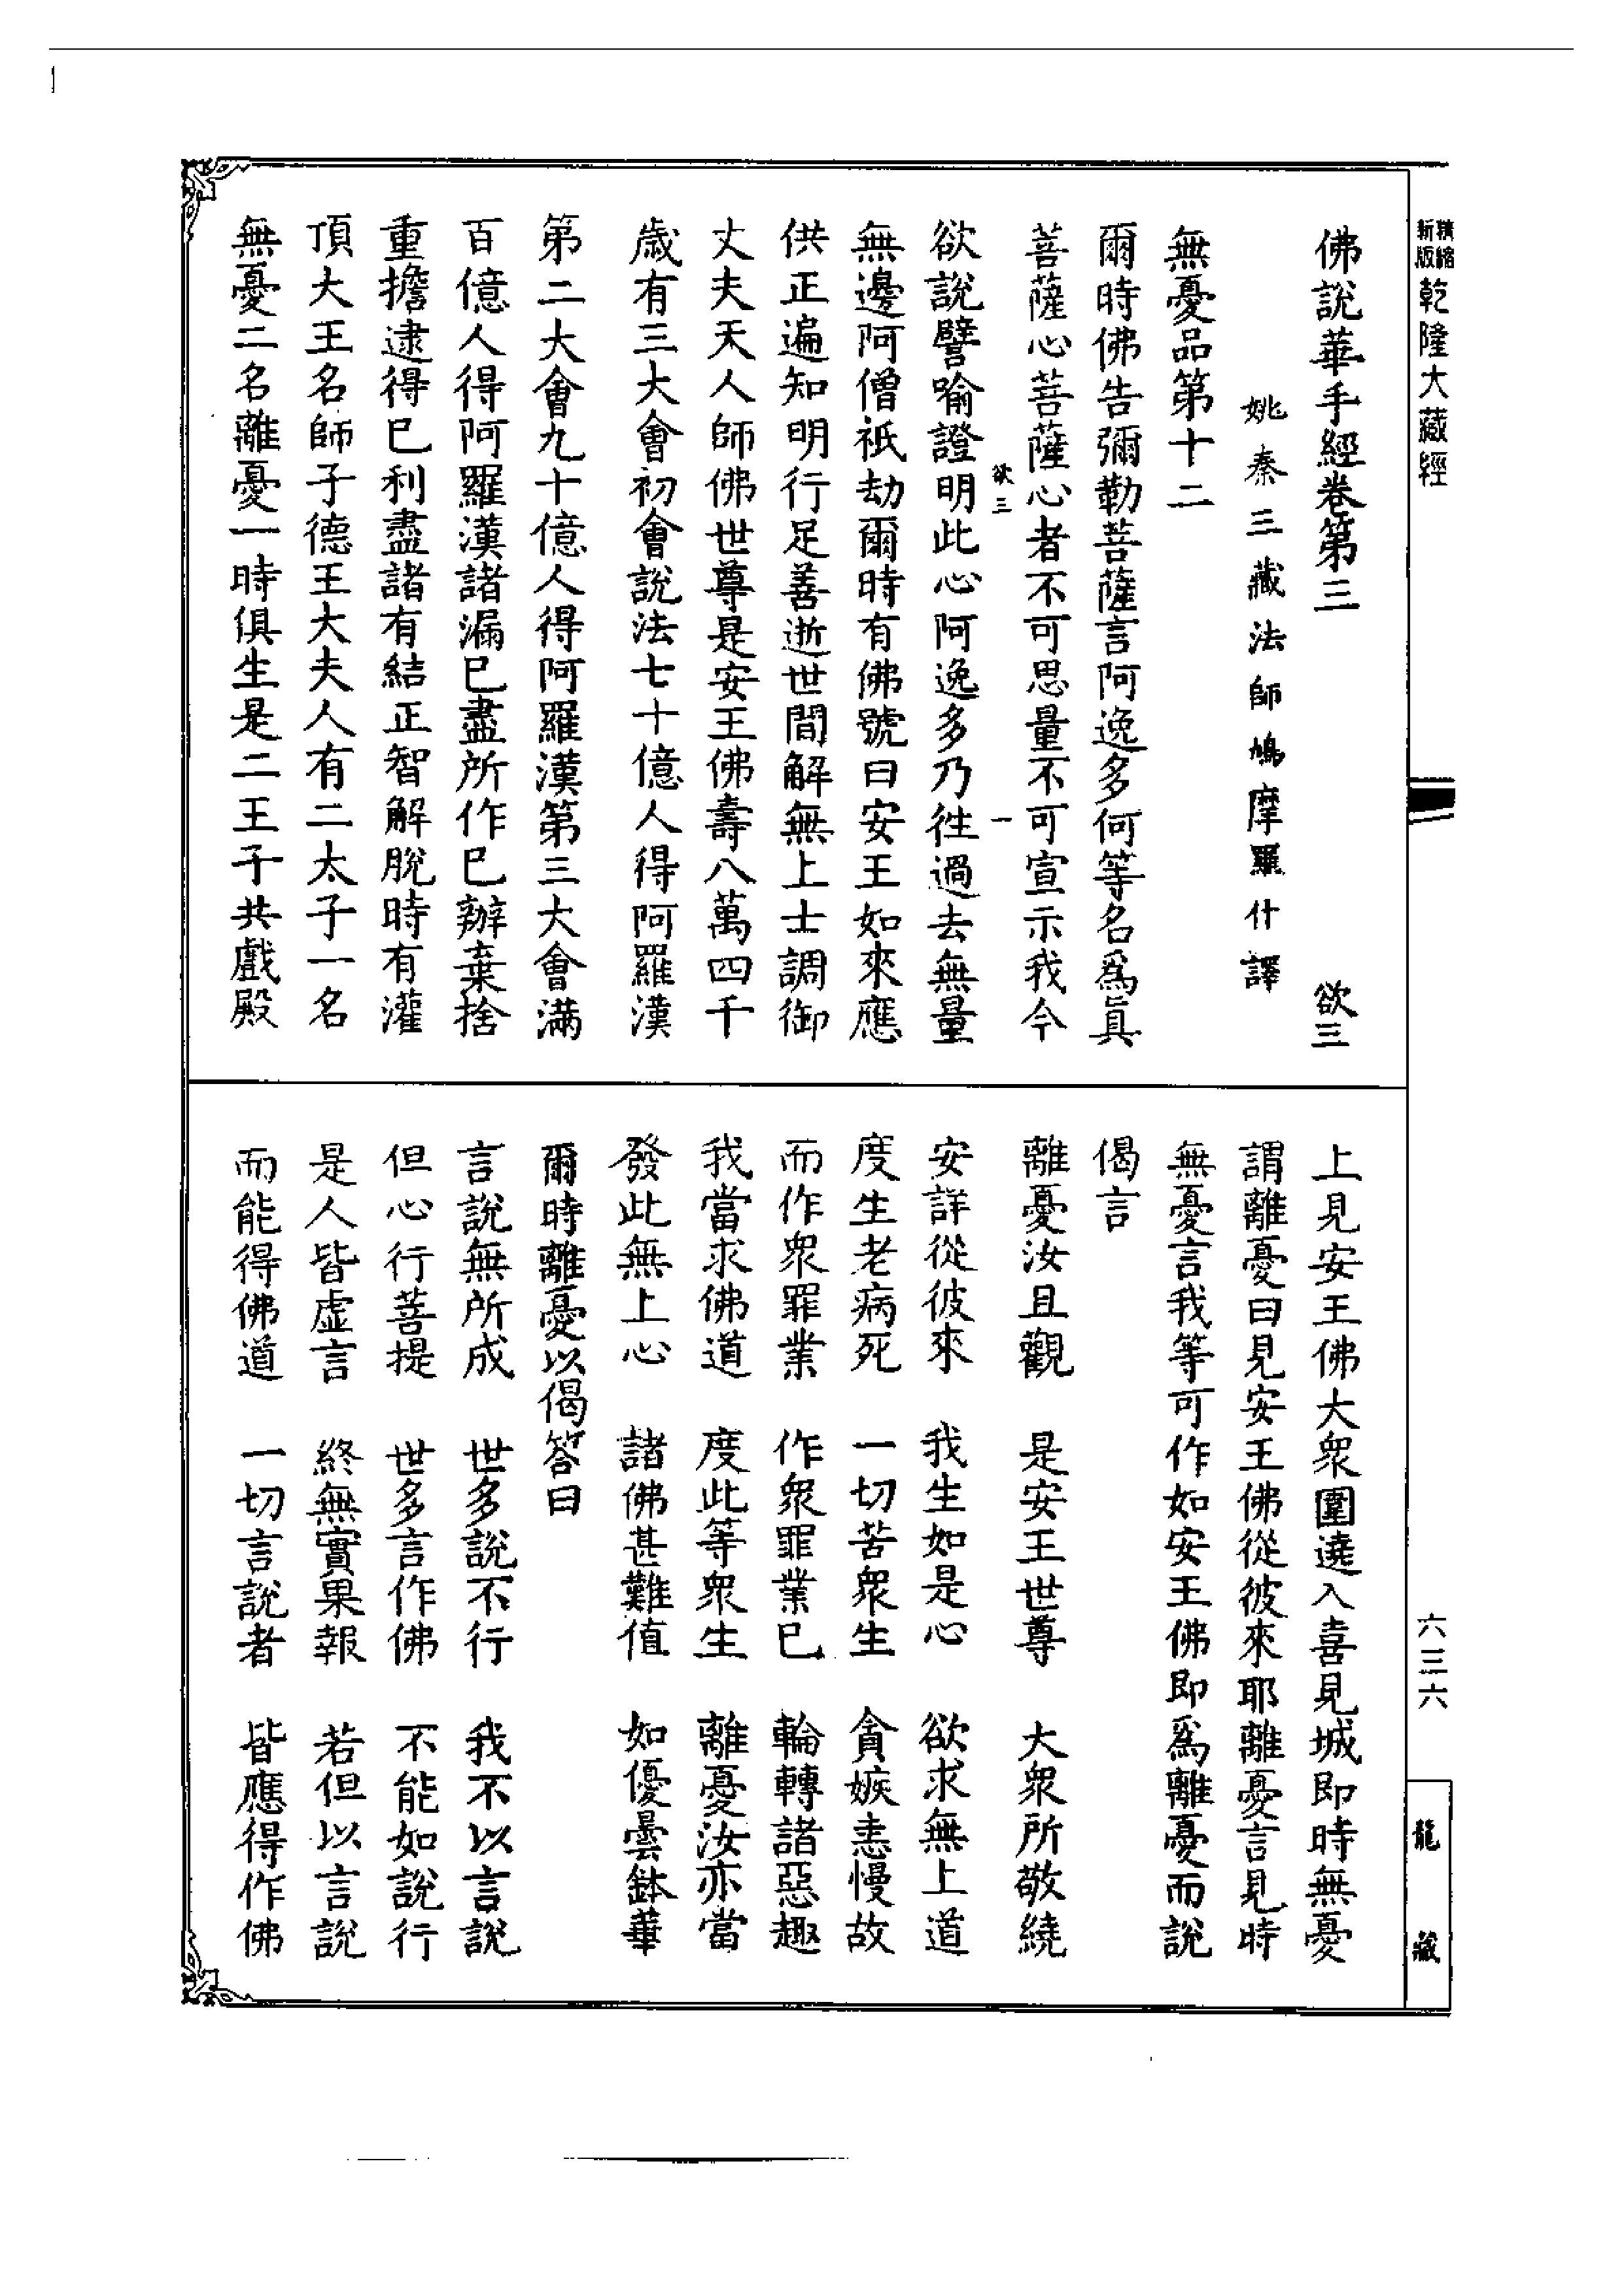 精縮新版乾隆大藏經
六三六
龍藏
佛說華手經卷第三 欲三
姚秦三藏法師鳩摩羅什譯
無憂品第十二
爾時佛告彌勒菩薩言阿逸多何等名爲眞
菩薩心菩薩心者不可思量不可宣示我今
欲三 一
欲說譬喻證明此心阿逸多乃徃過去無量
無邊阿僧祇劫爾時有佛號曰安王如來應
供正遍知明行足善逝世間解無上士調御
丈夫天人師佛世尊是安王佛壽八萬四千
歲有三大會初會說法七十億人得阿羅漢
第二大會九十億人得阿羅漢第三大會滿
百億人得阿羅漢諸漏已盡所作已辦棄捨
重擔逮得已利盡諸有結正智解脫時有灌
頂大王名師子德王大夫人有二太子一名
無憂二名離憂一時俱生是二王子共戲殿
上見安王佛大衆圍遶入喜見城即時無憂
謂離憂曰見安王佛從彼來耶離憂言見時
無憂言我等可作如安王佛即爲離憂而說
偈言
離憂汝且觀 是安王世尊 大衆所敬繞
安詳從彼來 我生如是心 欲求無上道
度生老病死 一切苦衆生 貪嫉恚慢故
而作衆罪業 作衆罪業已 輪轉諸惡趣
我當求佛道 度此等衆生 離憂汝亦當
發此無上心 諸佛甚難值 如優曇鉢華
爾時離憂以偈答曰
言說無所成 世多說不行 我不以言說
但心行菩提 世多言作佛 不能如說行
是人皆虛言 終無實果報 若但以言說
而能得佛道 一切言說者 皆應得作佛